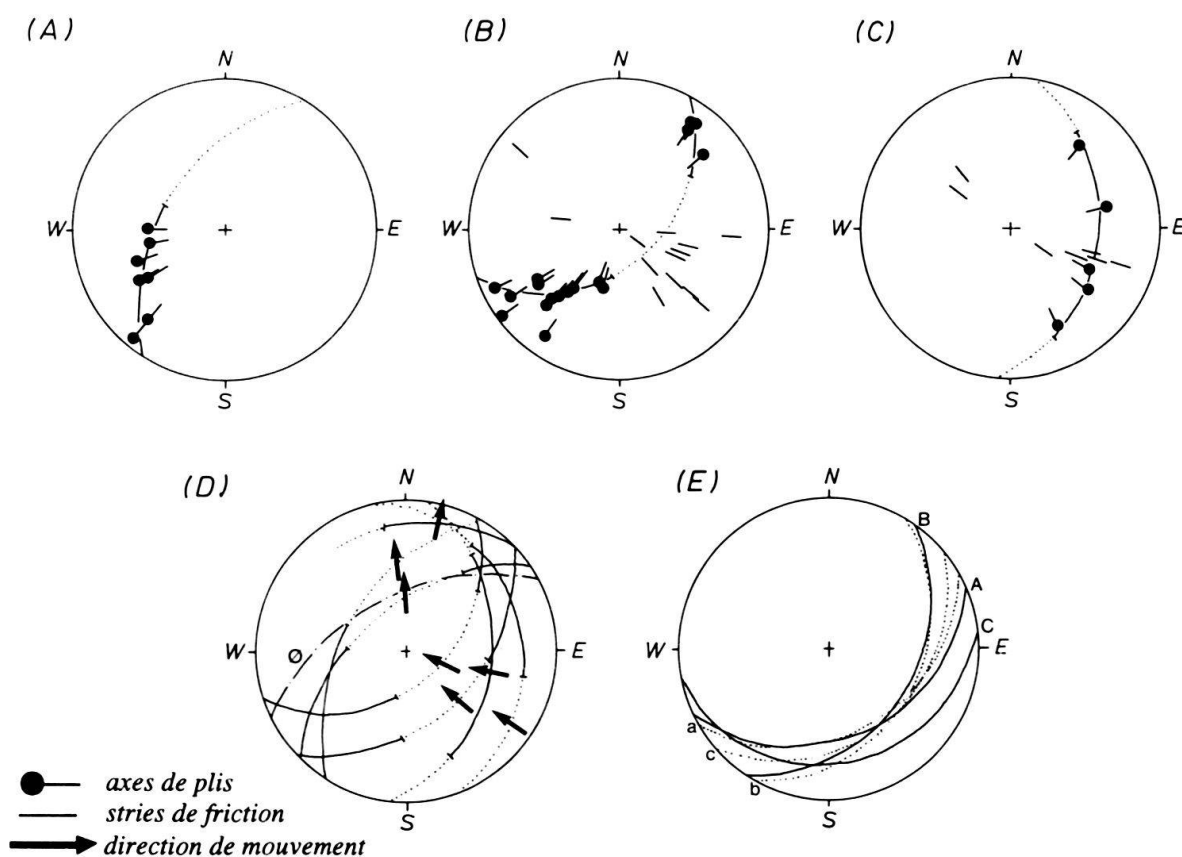 (A)
N
W
E
S
(B)
N
W
E
S
(C)
N
W
E
S
(D)
N
W
E
S
Ø
(E)
N
W
E
S
B
A
C
a
c
b
axes de plis
stries de friction
direction de mouvement